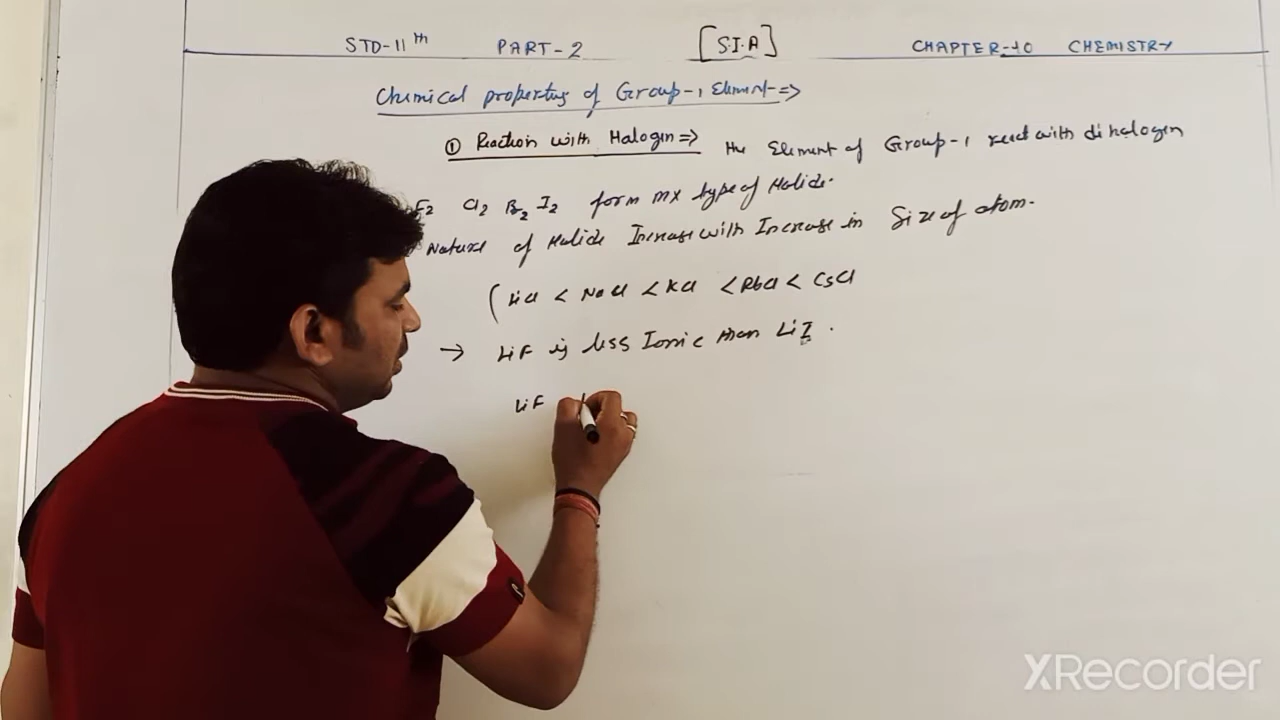 STD-11th PART-2 [S.I.A] CHAPTER-10 CHEMISTRY
Chemical properties of Group-1 Element =>
① Reaction with Halogen => the Element of Group-1 react with dihalogen
F2 Cl2 Br2 I2 form MX type of Halide.
Nature of Halide Increase with Increase in Size of atom.
(LiCl < NaCl < KCl < RbCl < CsCl
→ LiF is less Ionic than LiI.
LiF
XRecorder